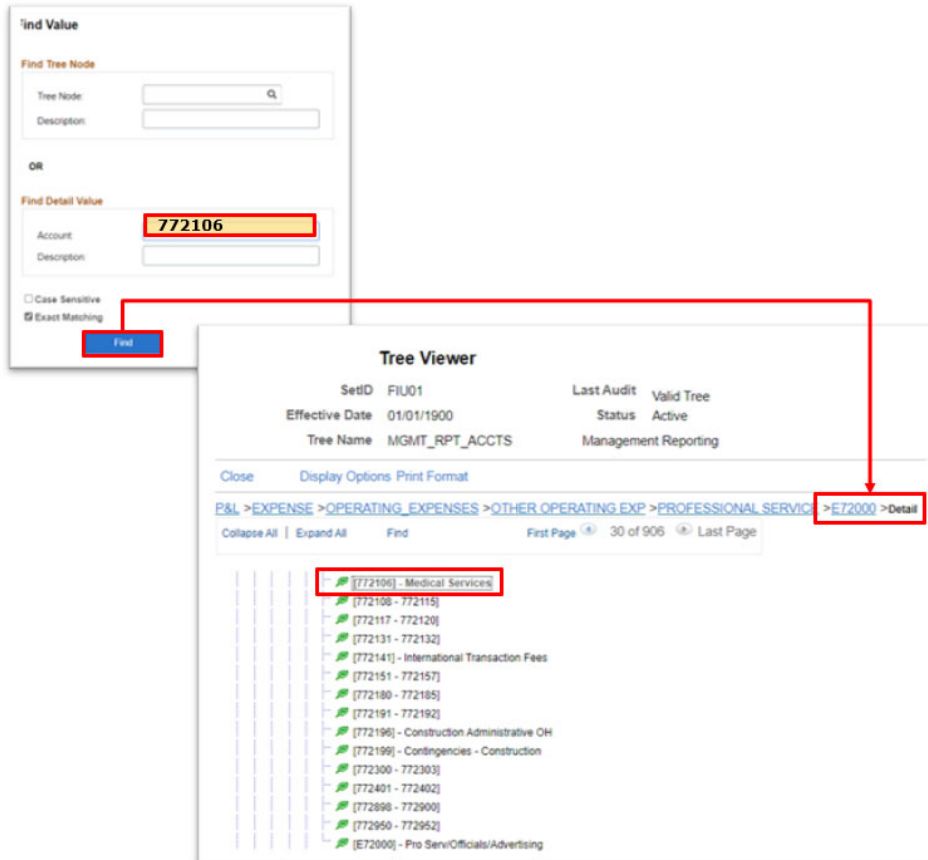 Find Value
Find Tree Node
Tree Node:
Description:
OR
Find Detail Value
Account: 772106
Description:
Case Sensitive
Exact Matching
Find
Tree Viewer
SetID FIU01 Last Audit Valid Tree
Effective Date 01/01/1900 Status Active
Tree Name MGMT_RPT_ACCTS Management Reporting
Close Display Options Print Format
P&L >EXPENSE >OPERATING_EXPENSES >OTHER OPERATING EXP >PROFESSIONAL SERVICE >E72000 >Detail
Collapse All | Expand All Find First Page 30 of 906 Last Page
[772106] - Medical Services
[772108 - 772115]
[772117 - 772120]
[772131 - 772132]
[772141] - International Transaction Fees
[772151 - 772157]
[772180 - 772185]
[772191 - 772192]
[772196] - Construction Administrative OH
[772199] - Contingencies - Construction
[772300 - 772303]
[772401 - 772402]
[772898 - 772900]
[772950 - 772952]
[E72000] - Pro Serv/Officials/Advertising